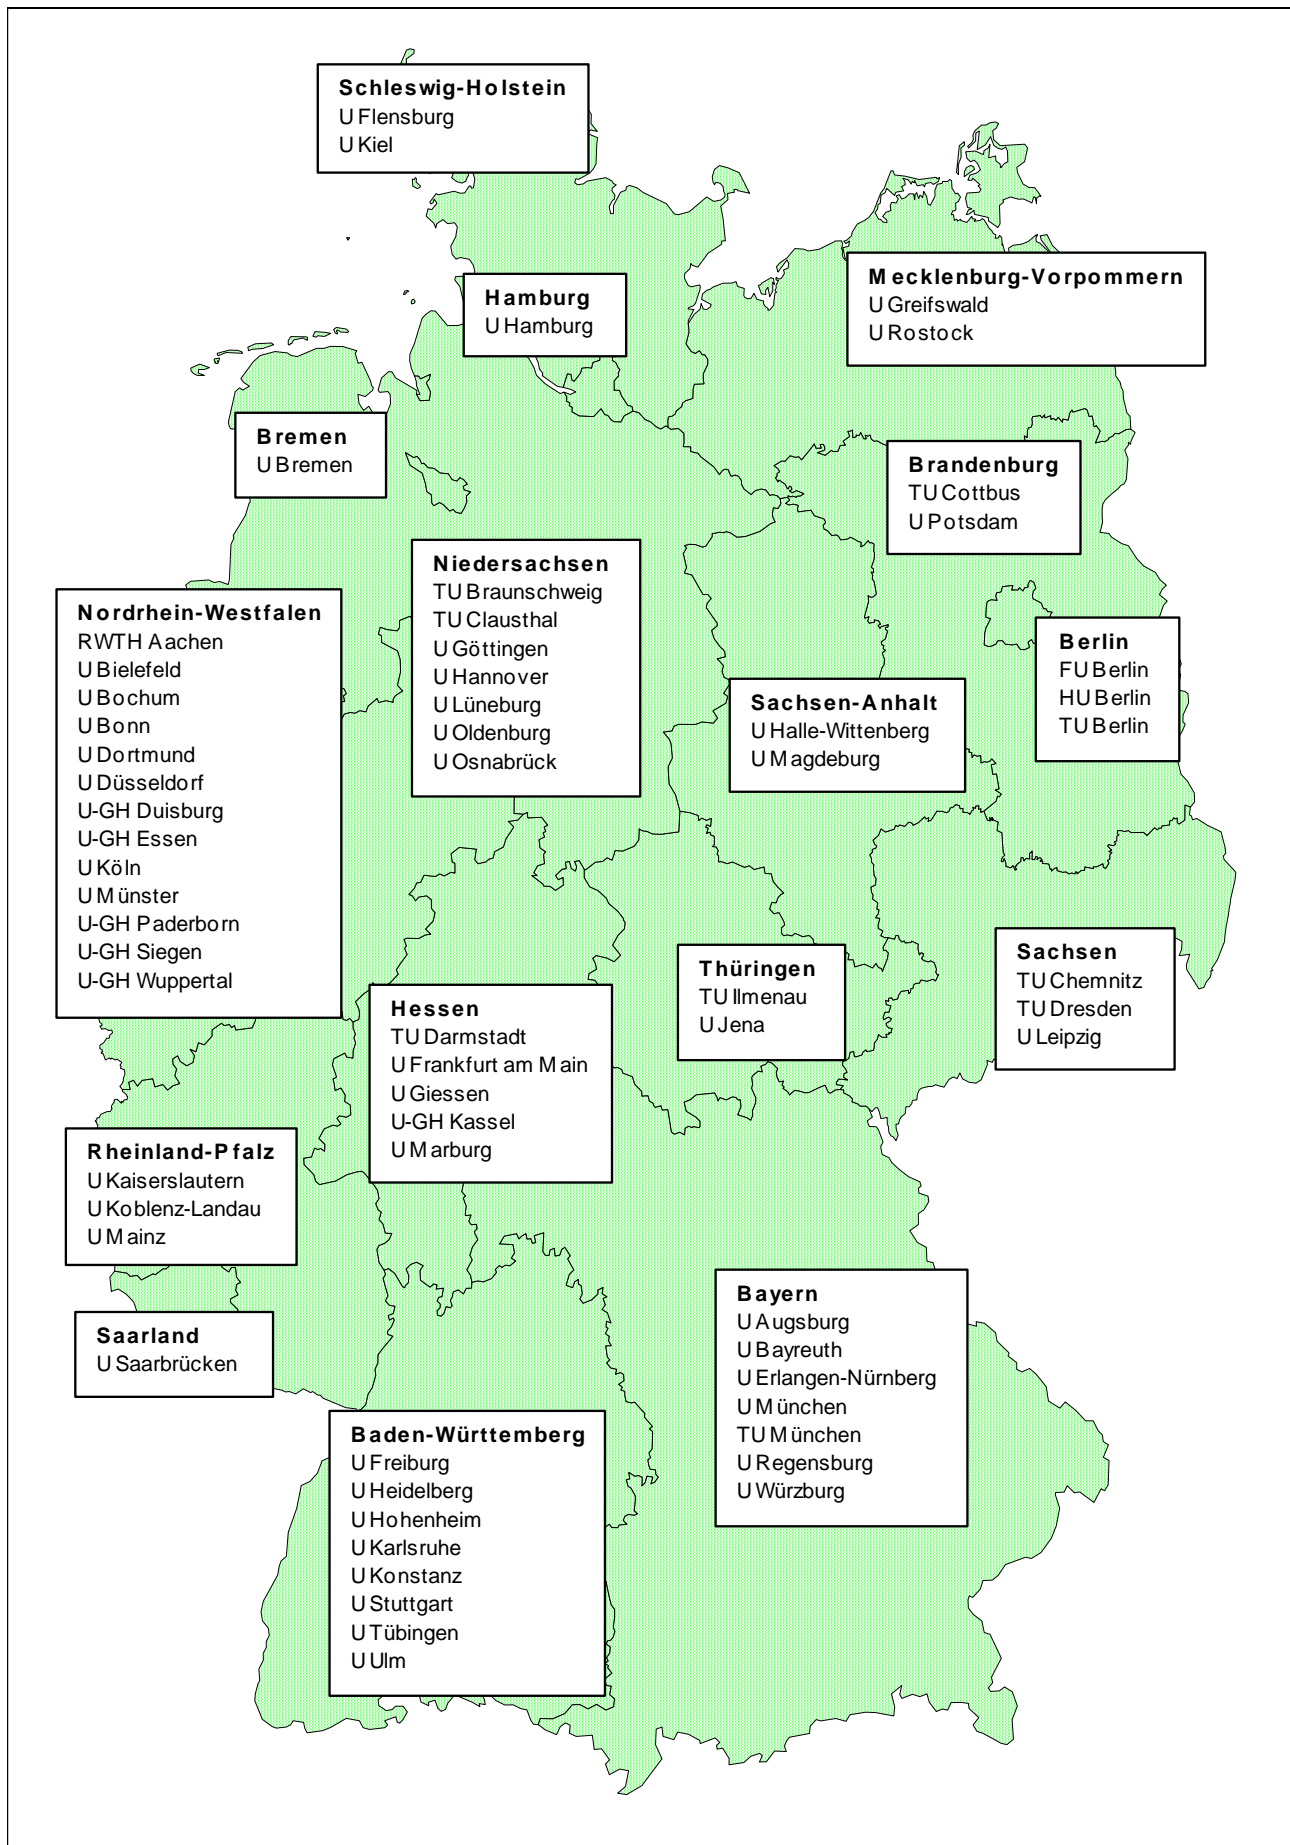 Schleswig-Holstein
U Flensburg
U Kiel
Mecklenburg-Vorpommern
U Greifswald
U Rostock
Hamburg
U Hamburg
Bremen
U Bremen
Brandenburg
TU Cottbus
U Potsdam
Niedersachsen
TU Braunschweig
TU Clausthal
U Göttingen
U Hannover
U Lüneburg
U Oldenburg
U Osnabrück
Nordrhein-Westfalen
RWTH Aachen
U Bielefeld
U Bochum
U Bonn
U Dortmund
U Düsseldorf
U-GH Duisburg
U-GH Essen
U Köln
U Münster
U-GH Paderborn
U-GH Siegen
U-GH Wuppertal
Berlin
FU Berlin
HU Berlin
TU Berlin
Sachsen-Anhalt
U Halle-Wittenberg
U Magdeburg
Sachsen
TU Chemnitz
TU Dresden
U Leipzig
Thüringen
TU Ilmenau
U Jena
Hessen
TU Darmstadt
U Frankfurt am Main
U Giessen
U-GH Kassel
U Marburg
Rheinland-Pfalz
U Kaiserslautern
U Koblenz-Landau
U Mainz
Saarland
U Saarbrücken
Bayern
U Augsburg
U Bayreuth
U Erlangen-Nürnberg
U München
TU München
U Regensburg
U Würzburg
Baden-Württemberg
U Freiburg
U Heidelberg
U Hohenheim
U Karlsruhe
U Konstanz
U Stuttgart
U Tübingen
U Ulm